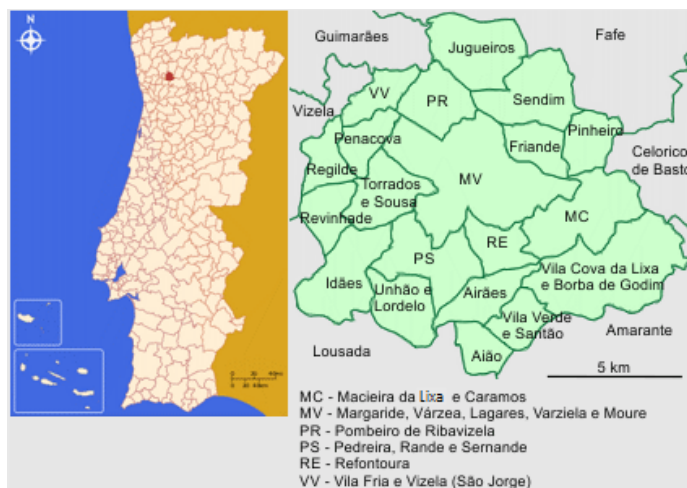 N
Guimarães
Fafe
Jugueiros
VV
PR
Sendim
Vizela
Penacova
Friande
Pinheiro
Celorico
de Basto
Regilde
Torrados
e Sousa
MV
Revinhade
MC
PS
RE
Idães
Unhão e
Lordelo
Airães
Vila Cova da Lixa
e Borba de Godim
Vila Verde
e Santão
Amarante
Lousada
Aião
5 km
MC - Macieira da Lixa e Caramos
MV - Margaride, Várzea, Lagares, Varziela e Moure
PR - Pombeiro de Ribavizela
PS - Pedreira, Rande e Sernande
RE - Refontoura
VV - Vila Fria e Vizela (São Jorge)